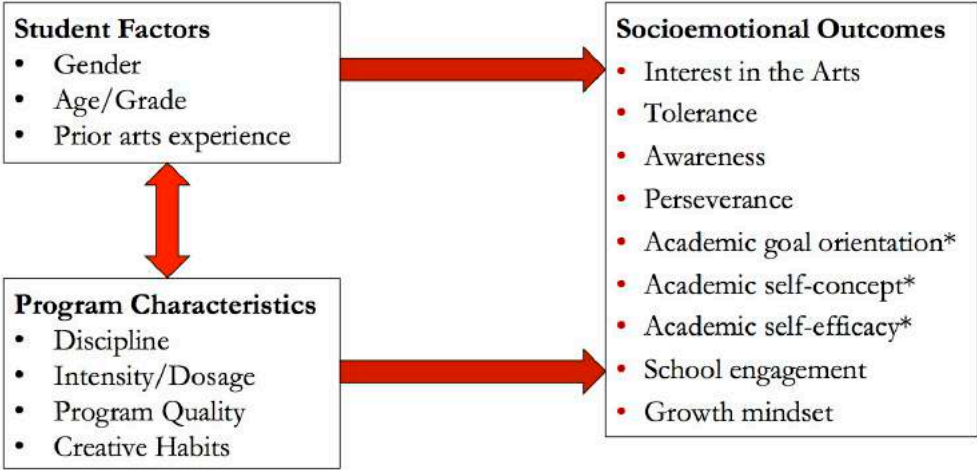 Student Factors
• Gender
• Age/Grade
• Prior arts experience
Program Characteristics
• Discipline
• Intensity/Dosage
• Program Quality
• Creative Habits
Socioemotional Outcomes
• Interest in the Arts
• Tolerance
• Awareness
• Perseverance
• Academic goal orientation*
• Academic self-concept*
• Academic self-efficacy*
• School engagement
• Growth mindset